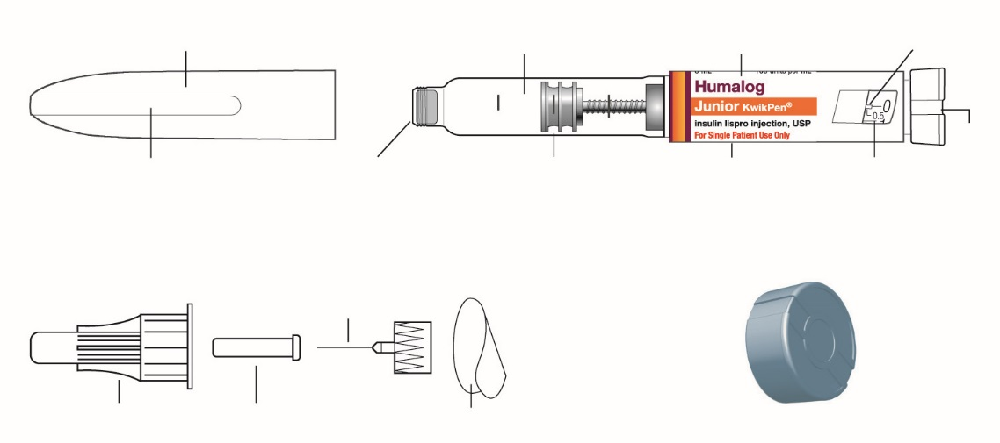 Humalog
Junior KwikPen®
insulin lispro injection, USP
For Single Patient Use Only
0
0.5